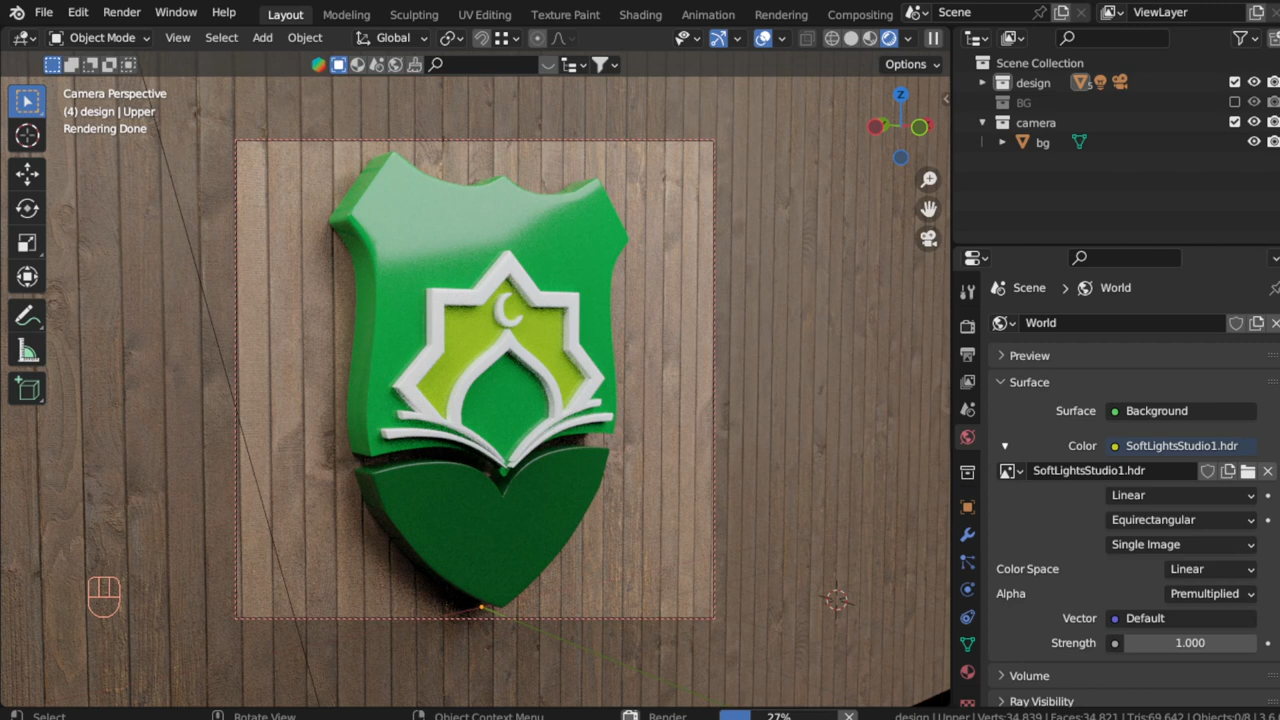 File Edit Render Window Help Layout Modeling Sculpting UV Editing Texture Paint Shading Animation Rendering Compositing Scene ViewLayer
Object Mode View Select Add Object Global
Options
Camera Perspective
(4) design | Upper
Rendering Done
Z
Scene Collection
design 5
BG
camera
bg
Scene > World
World
Preview
Surface
Surface Background
Color SoftLightsStudio1.hdr
SoftLightsStudio1.hdr
Linear
Equirectangular
Single Image
Color Space Linear
Alpha Premultiplied
Vector Default
Strength 1.000
Volume
Ray Visibility
Select Rotate View Object Context Menu Render 27% design | Upper | Verts:34,839 | Faces:34,821 | Tris:69,642 | Objects:0/8 | 3.6